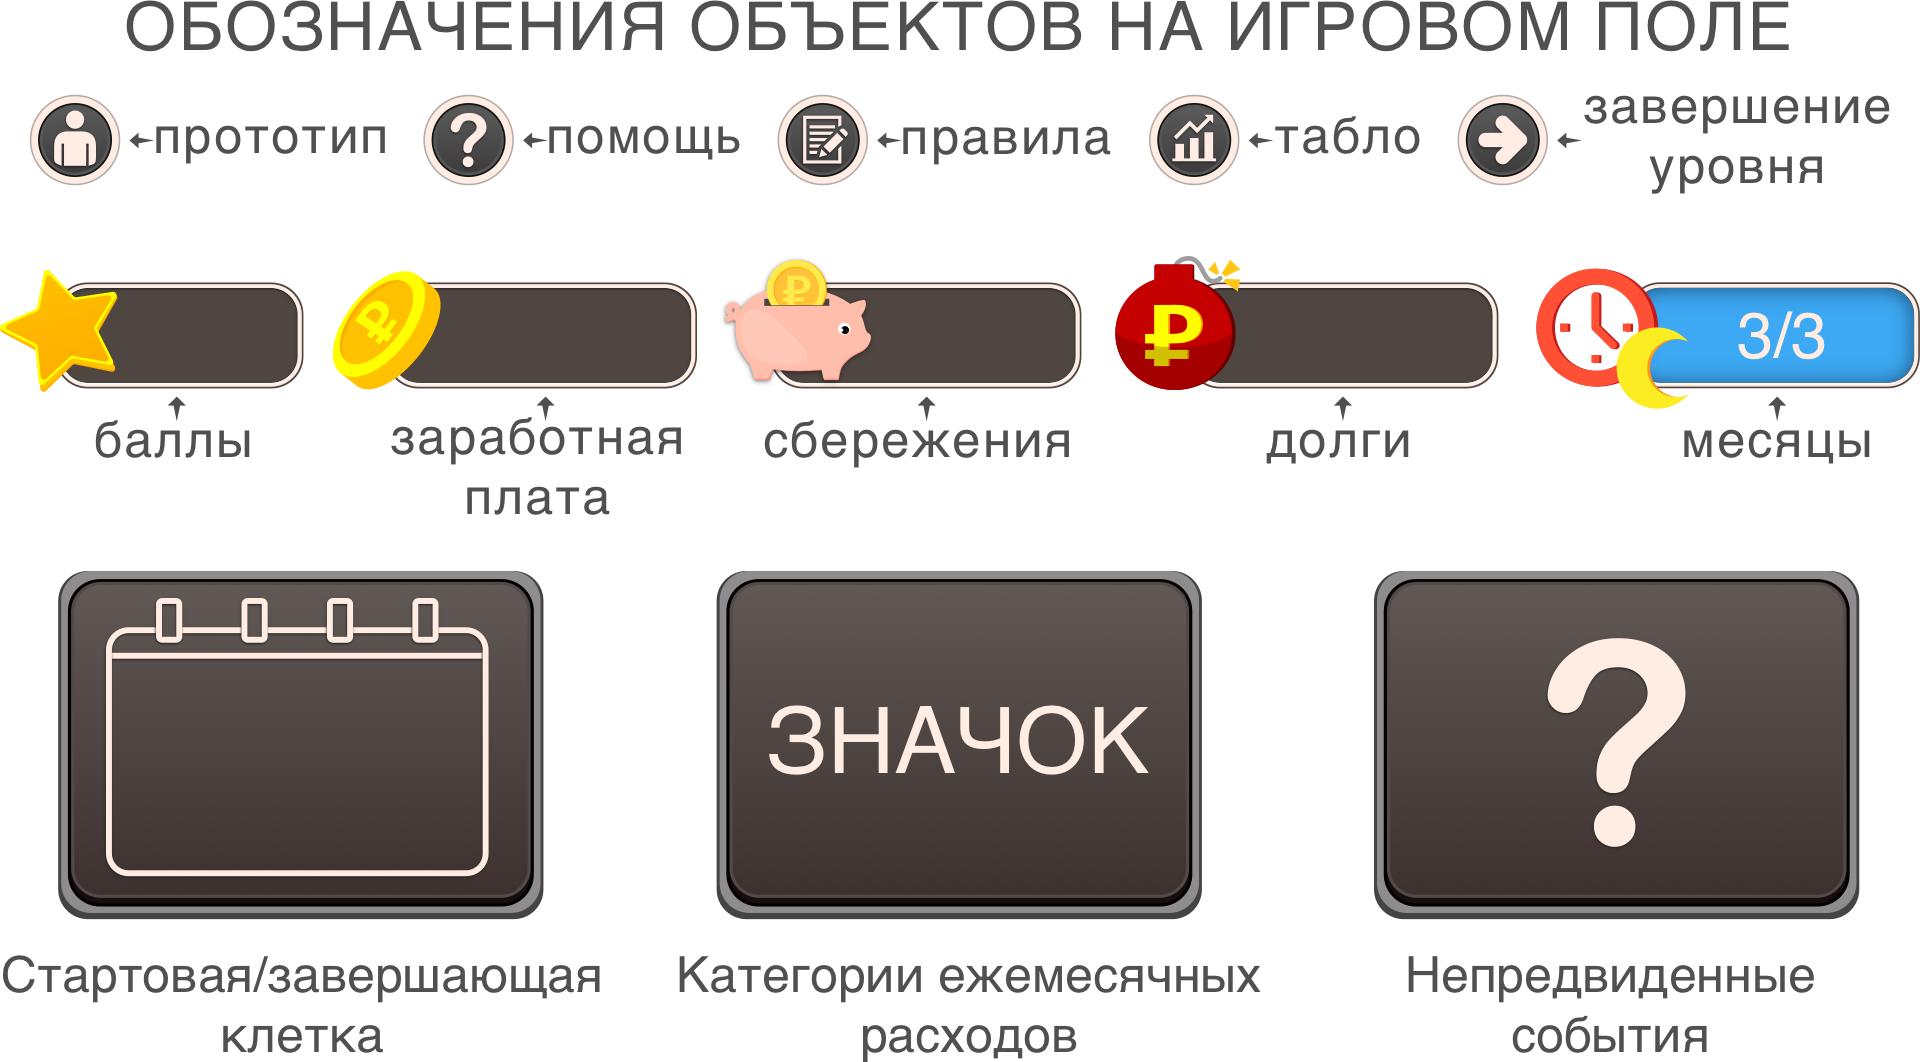 ОБОЗНАЧЕНИЯ ОБЪЕКТОВ НА ИГРОВОМ ПОЛЕ
прототип
помощь
правила
табло
завершение
уровня
3/3
баллы
заработная
плата
сбережения
долги
месяцы
ЗНАЧОК
?
Стартовая/завершающая
клетка
Категории ежемесячных
расходов
Непредвиденные
события